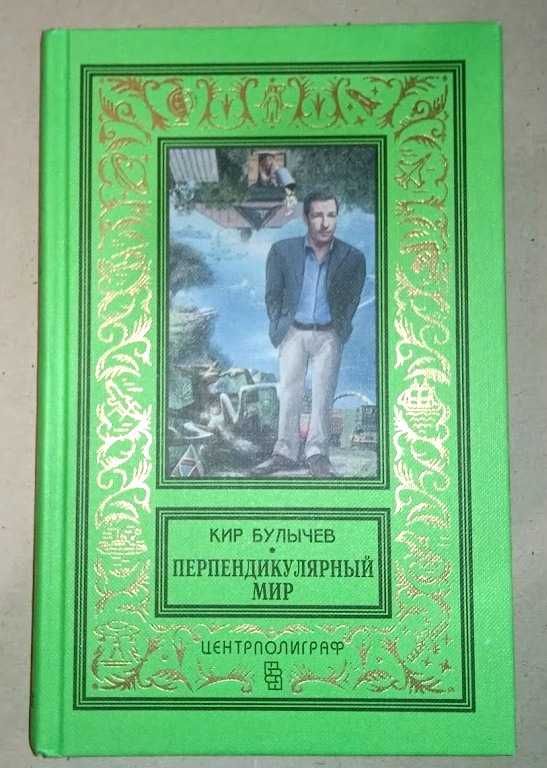 КИР БУЛЫЧЕВ
ПЕРПЕНДИКУЛЯРНЫЙ
МИР
ЦЕНТРПОЛИГРАФ